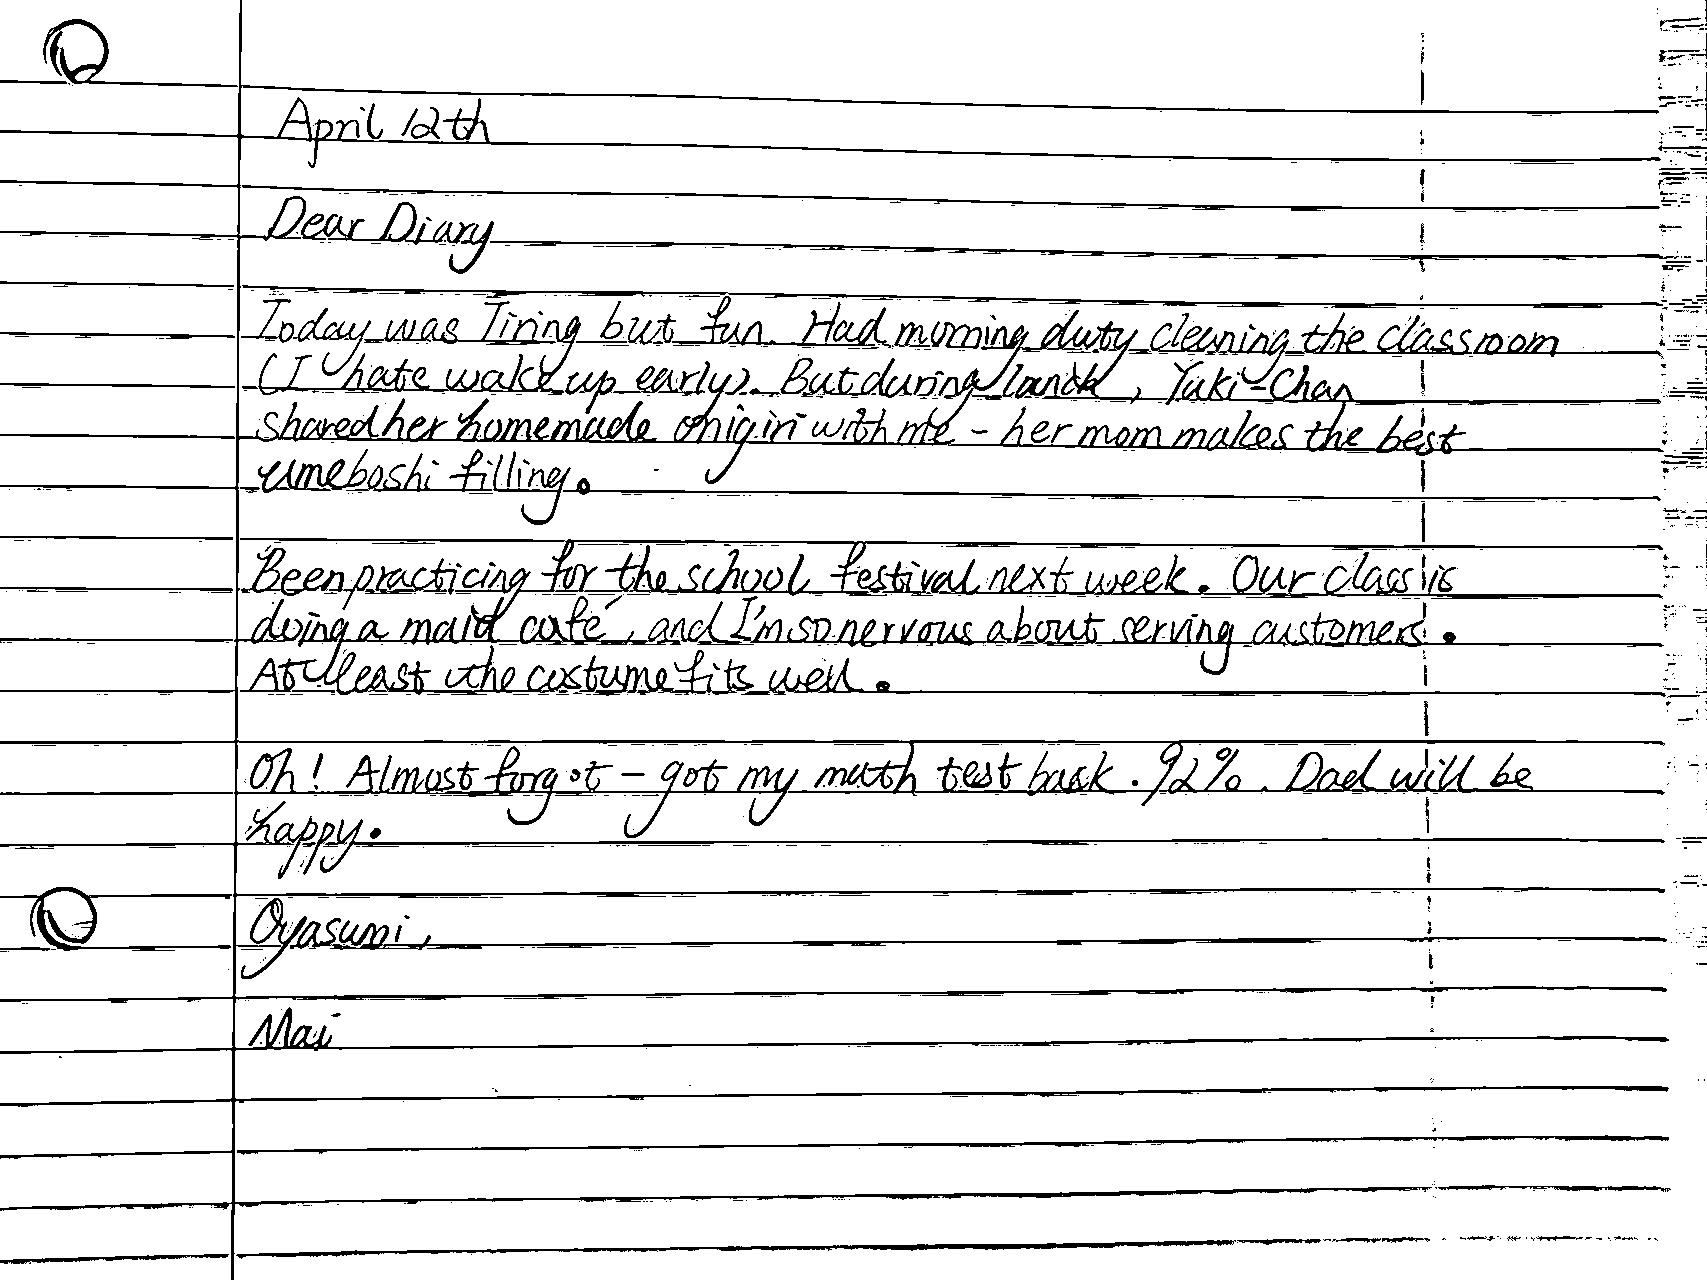 April 12th
Dear Diary
Today was Tiring but fun. Had morning duty cleaning the classroom
(I hate wake up early). But during lunch, Yuki-Chan
shared her homemade onigiri with me - her mom makes the best
umeboshi filling.
Been practicing for the school festival next week. Our class is
doing a maid café, and I'm so nervous about serving customers.
At least the costume fits well.
Oh! Almost forgot - got my math test back. 92%. Dad will be
happy.
Oyasumi,
Mai